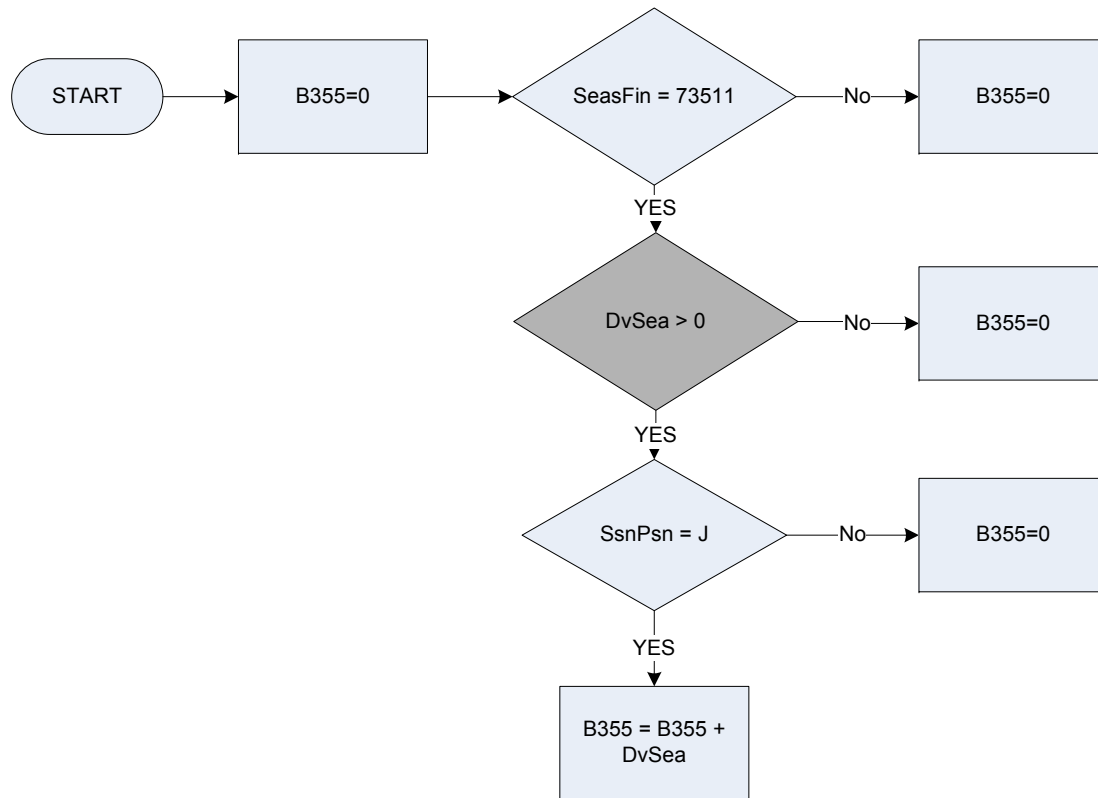 START
B355=0
SeasFin = 73511
No
B355=0
YES
DvSea > 0
No
B355=0
YES
SsnPsn = J
No
B355=0
YES
B355 = B355 +
DvSea